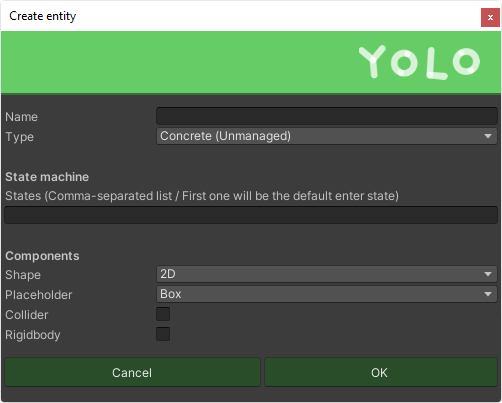 Create entity
x
YOLO
Name
Type Concrete (Unmanaged)
State machine
States (Comma-separated list / First one will be the default enter state)
Components
Shape 2D
Placeholder Box
Collider
Rigidbody
Cancel OK